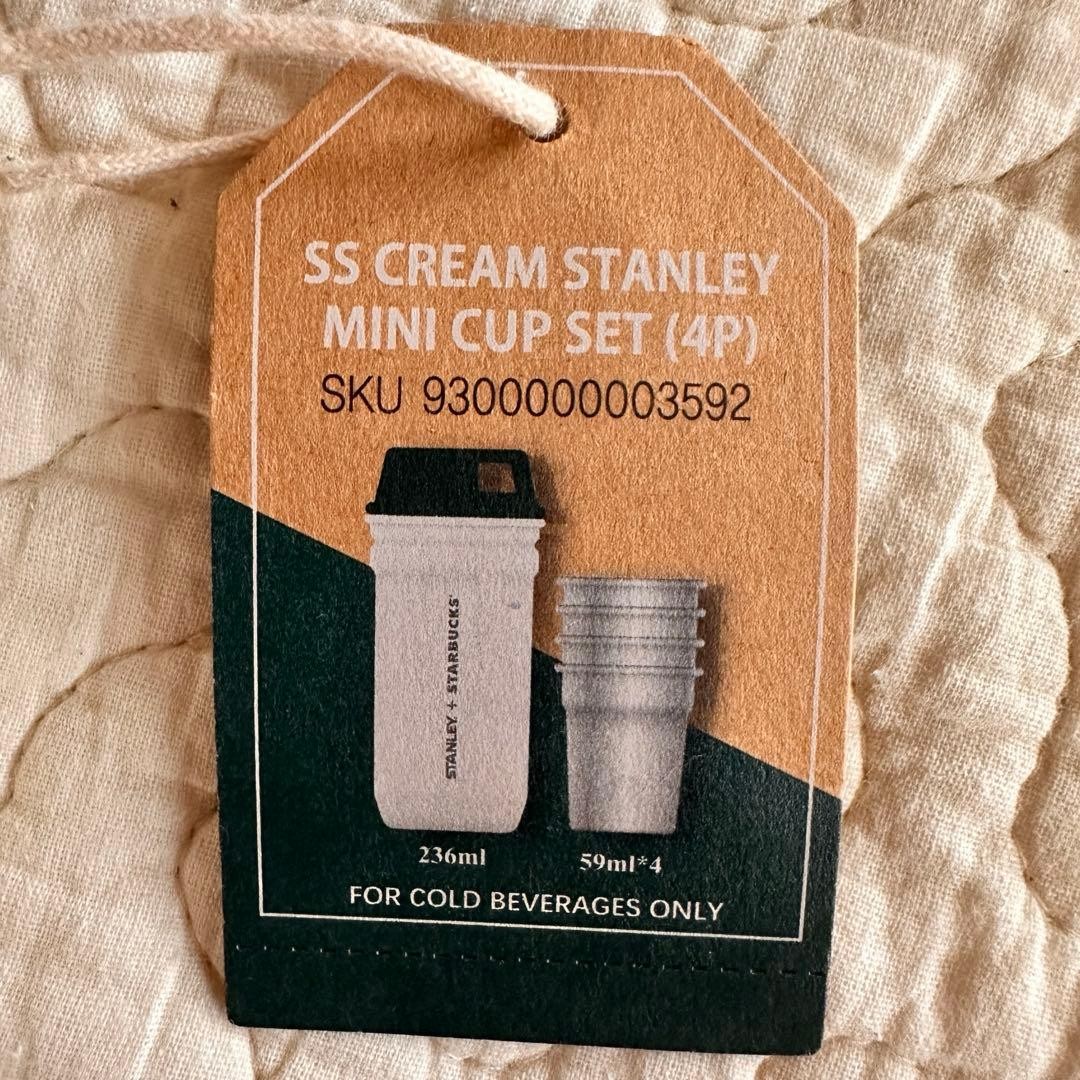 SS CREAM STANLEY
MINI CUP SET (4P)
SKU 9300000003592
STANLEY + STARBUCKS
236ml
59ml*4
FOR COLD BEVERAGES ONLY